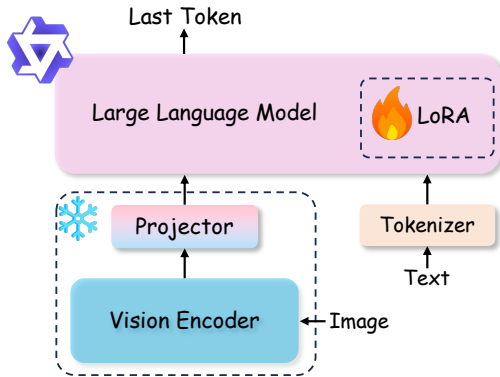 Last Token
Large Language Model
LoRA
Projector
Tokenizer
Text
Vision Encoder
Image